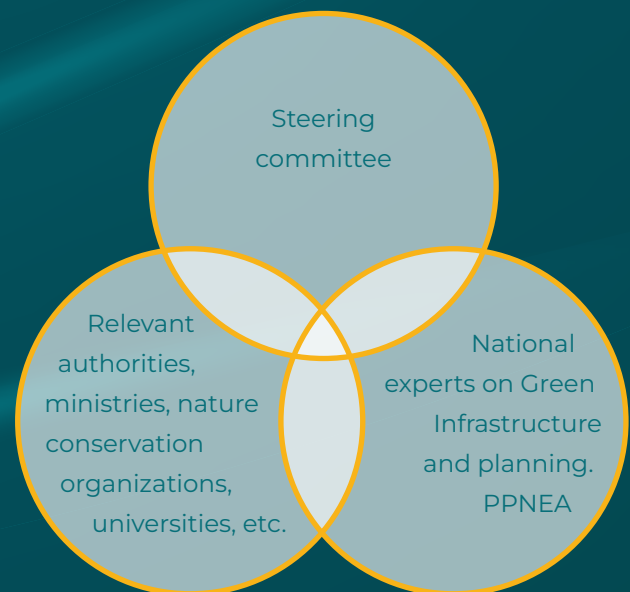 Steering
committee
Relevant
authorities,
ministries, nature
conservation
organizations,
universities, etc.
National
experts on Green
Infrastructure
and planning.
PPNEA